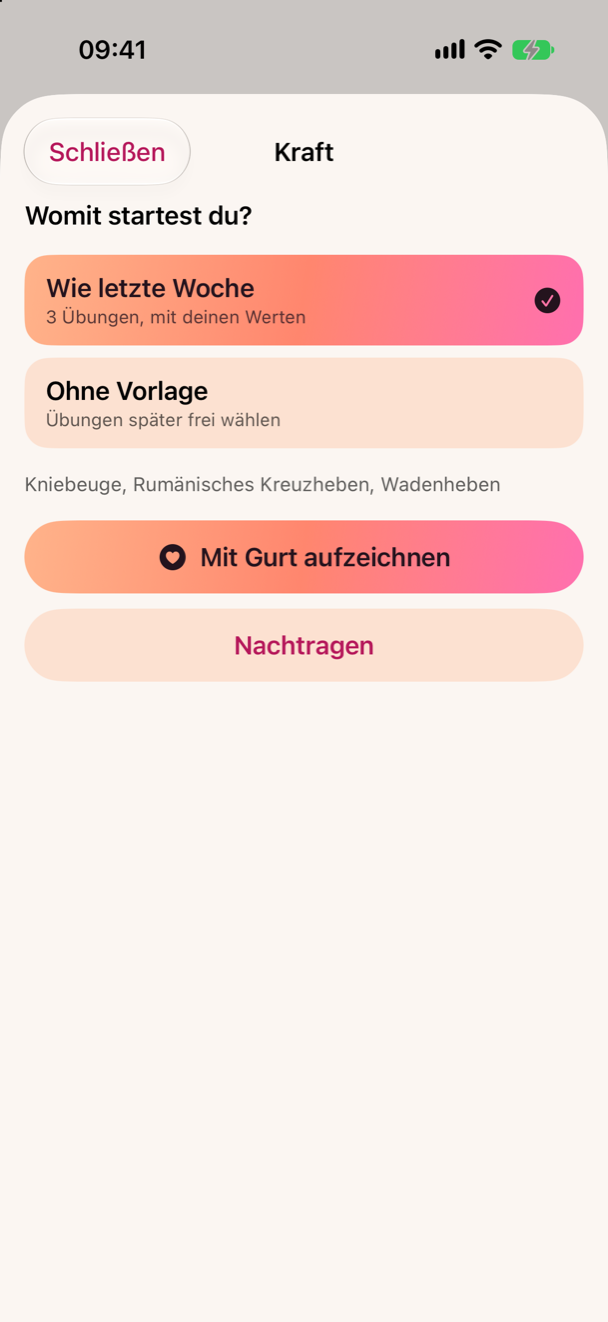 09:41
Schließen
Kraft
Womit startest du?
Wie letzte Woche
3 Übungen, mit deinen Werten
Ohne Vorlage
Übungen später frei wählen
Kniebeuge, Rumänisches Kreuzheben, Wadenheben
Mit Gurt aufzeichnen
Nachtragen